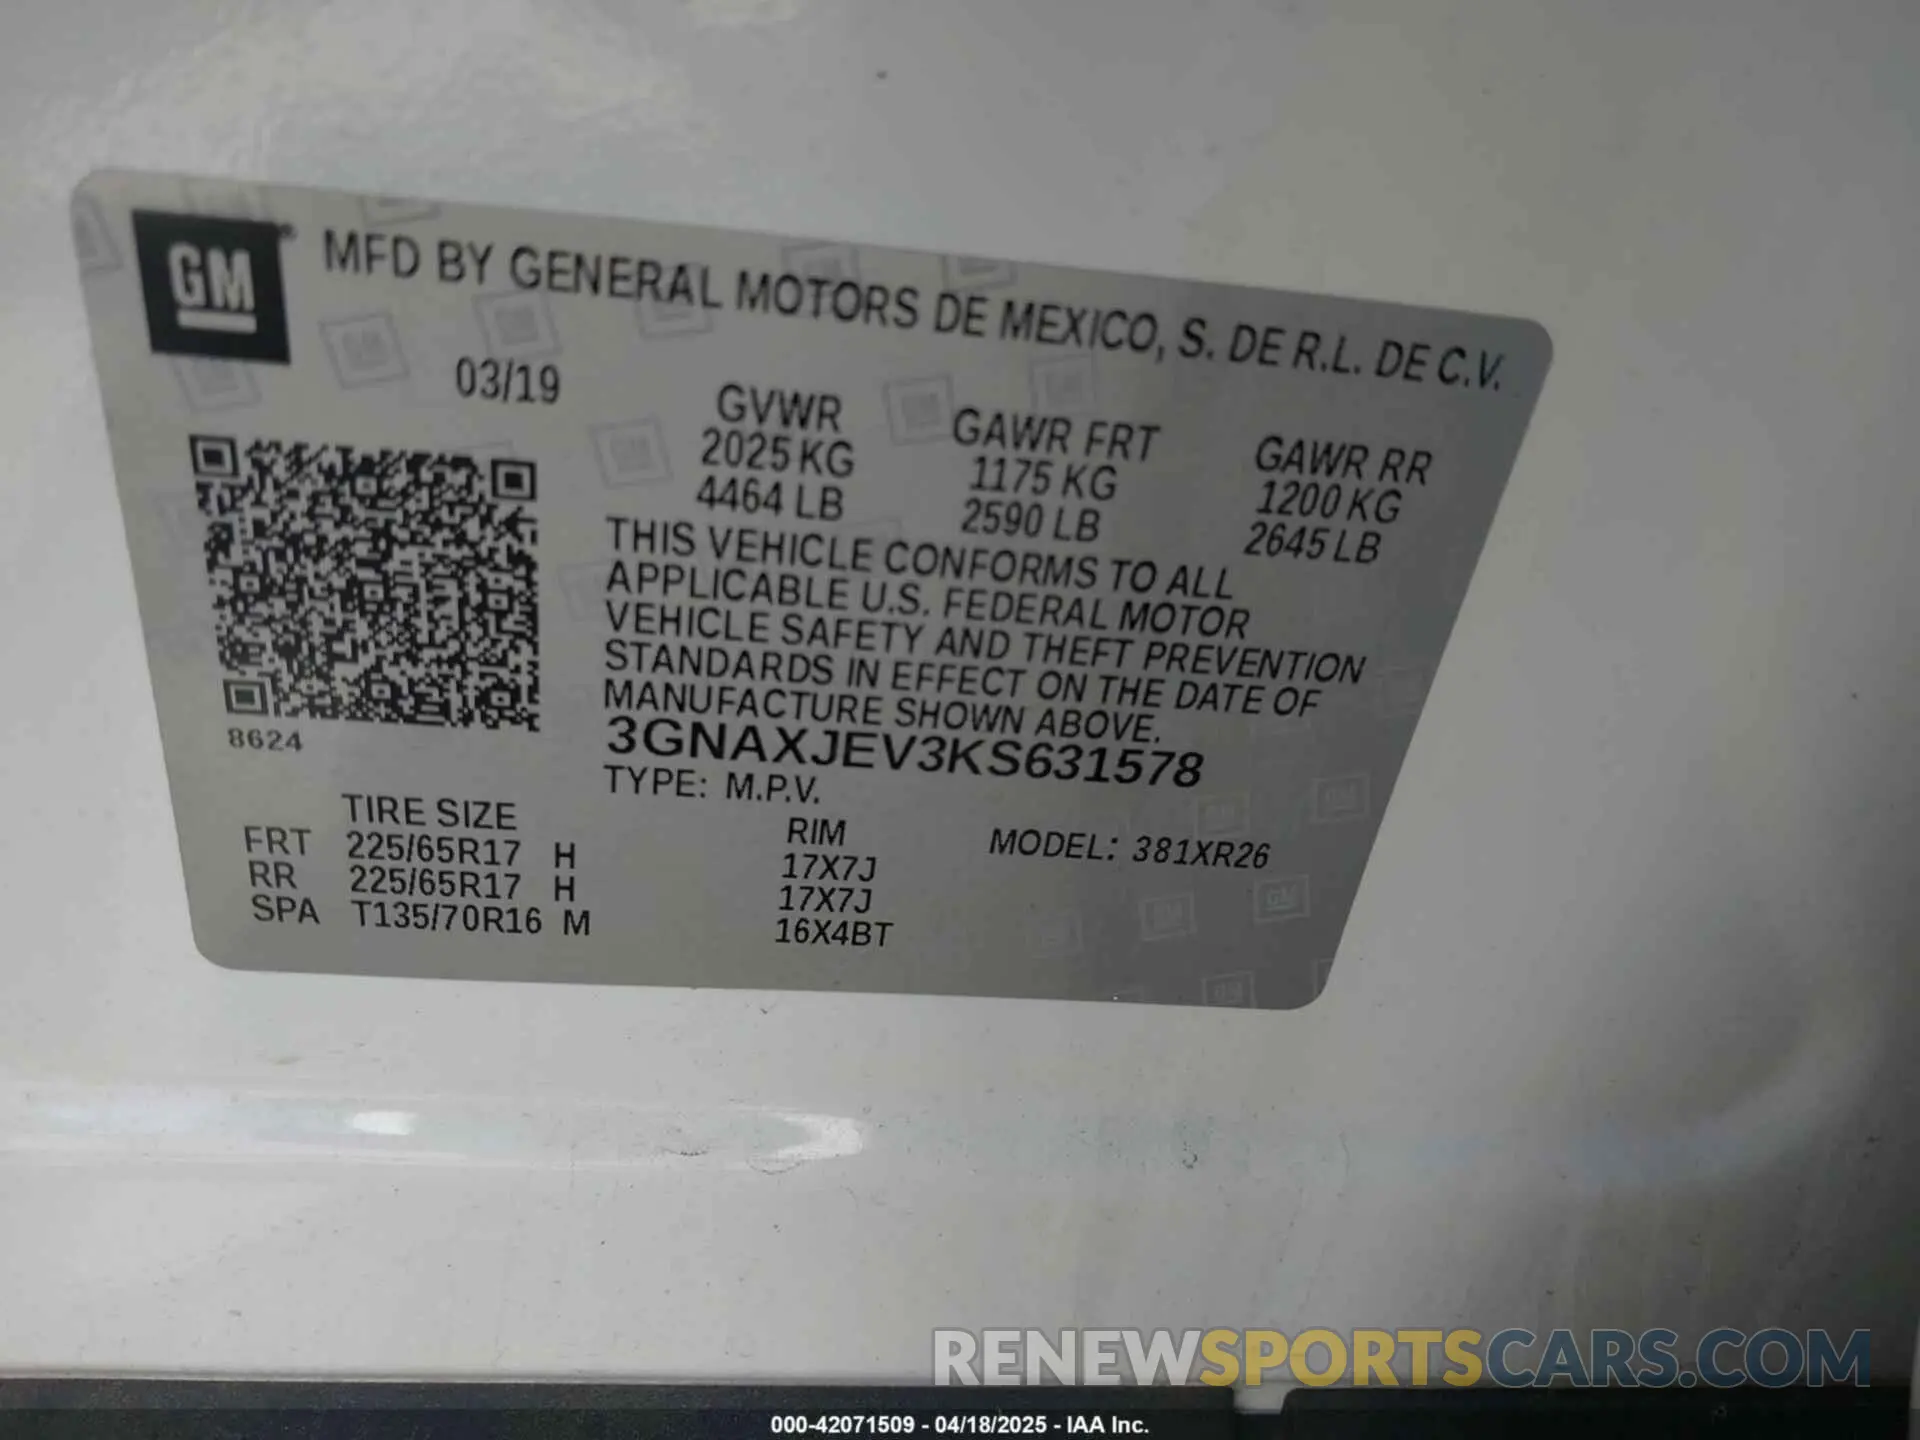 GM® MFD BY GENERAL MOTORS DE MEXICO, S. DE R.L. DE C.V.
03/19
GVWR GAWR FRT GAWR RR
2025 KG 1175 KG 1200 KG
4464 LB 2590 LB 2645 LB
THIS VEHICLE CONFORMS TO ALL
APPLICABLE U.S. FEDERAL MOTOR
VEHICLE SAFETY AND THEFT PREVENTION
STANDARDS IN EFFECT ON THE DATE OF
MANUFACTURE SHOWN ABOVE.
8624
3GNAXJEV3KS631578
TYPE: M.P.V.
TIRE SIZE RIM MODEL: 381XR26
FRT 225/65R17 H 17X7J
RR 225/65R17 H 17X7J
SPA T135/70R16 M 16X4BT
RENEWSPORTSCARS.COM
000-42071509 - 04/18/2025 - IAA Inc.